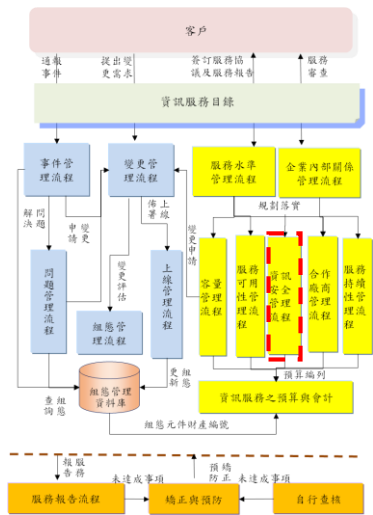 客戶
通報
事件
提出變
更需求
簽訂服務協
議及服務報告
服務
審查
資訊服務目錄
事件管
理流程
變更管
理流程
服務水準
管理流程
企業內部關係
管理流程
規劃落實
解決
問題
申請
變更
佈署
上線
變更申請
變更評估
問題管理流程
組態管
理流程
上線管理流程
容量管理流程
服務可用性管理流程
資訊安全管理流程
合作廠商管理流程
服務持續性管理流程
預算編列
更新
組態
組態管理
資料庫
資訊服務之預算與會計
查詢
組態
組態元件財產編號
報告
服務
預防
矯正
未達成事項
未達成事項
服務報告流程
矯正與預防
自行查核